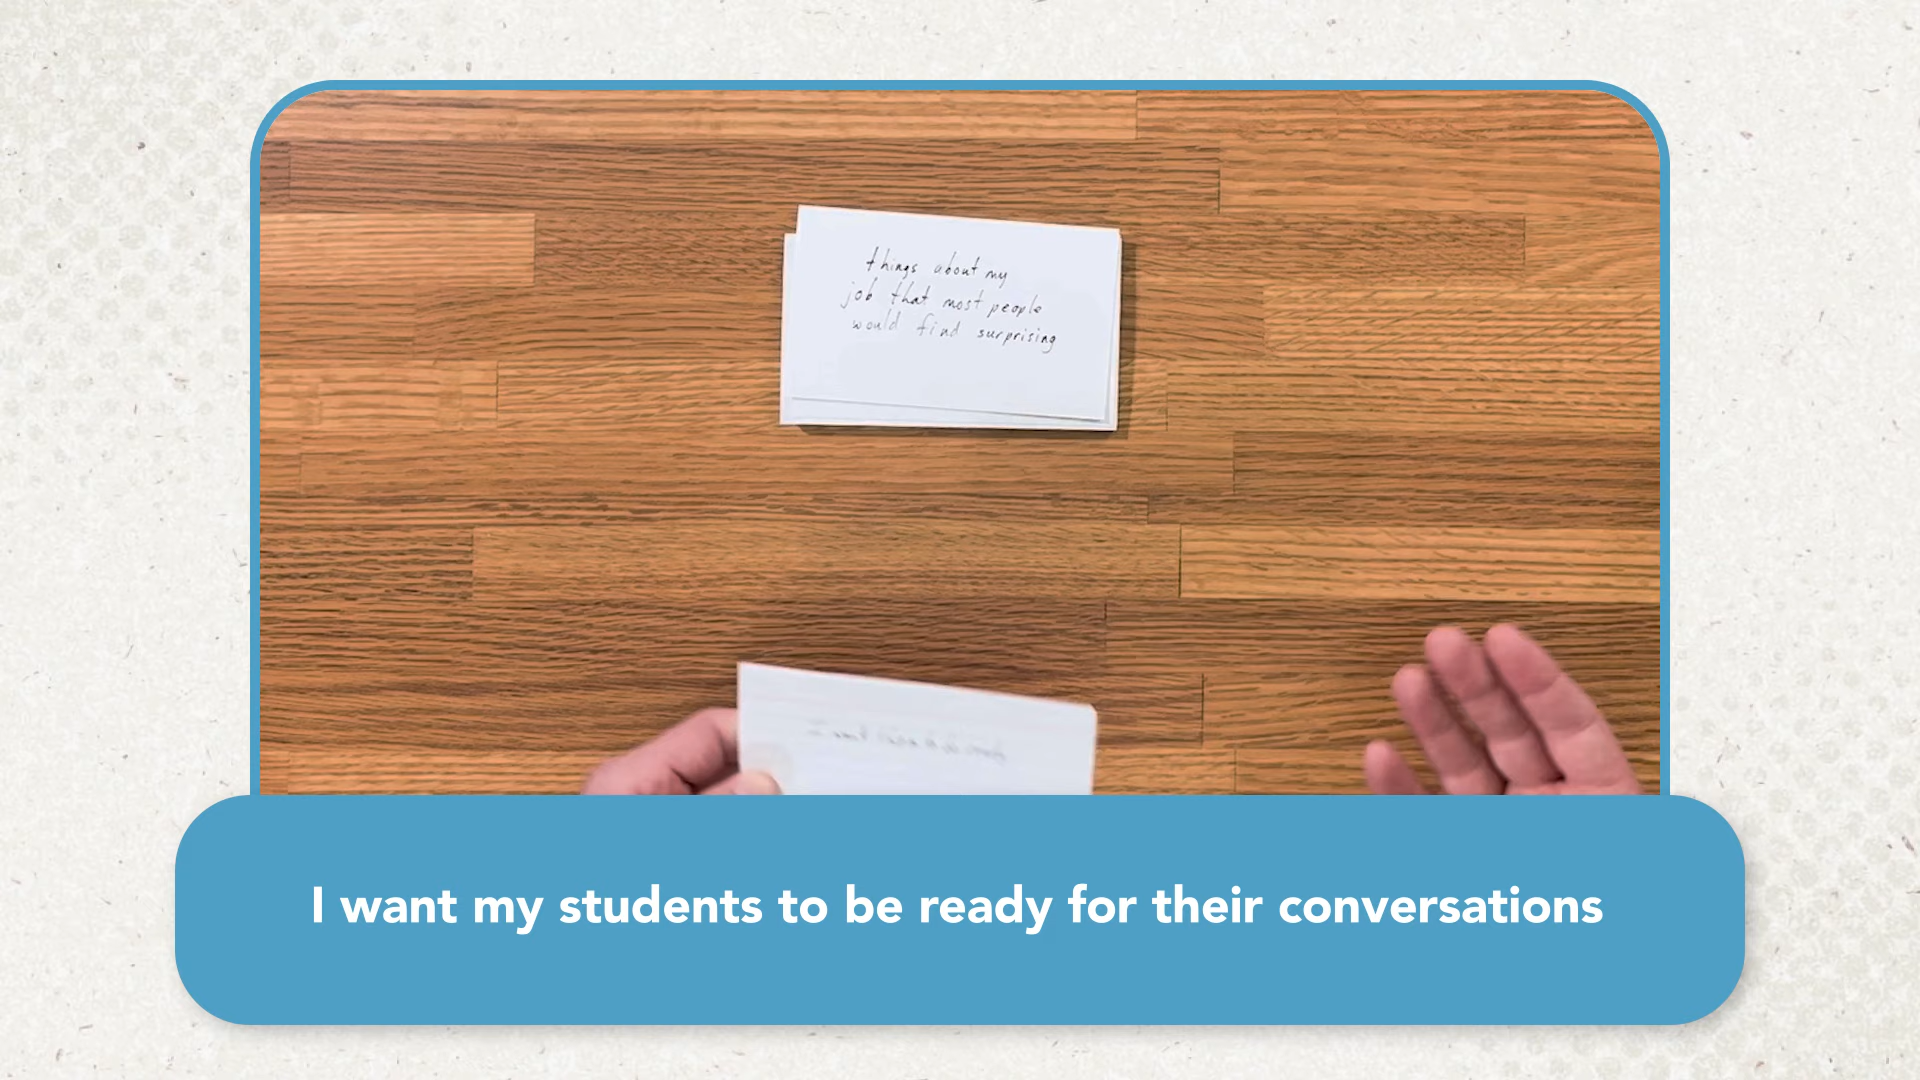 things about my
job that most people
would find surprising
I want my students to be ready for their conversations